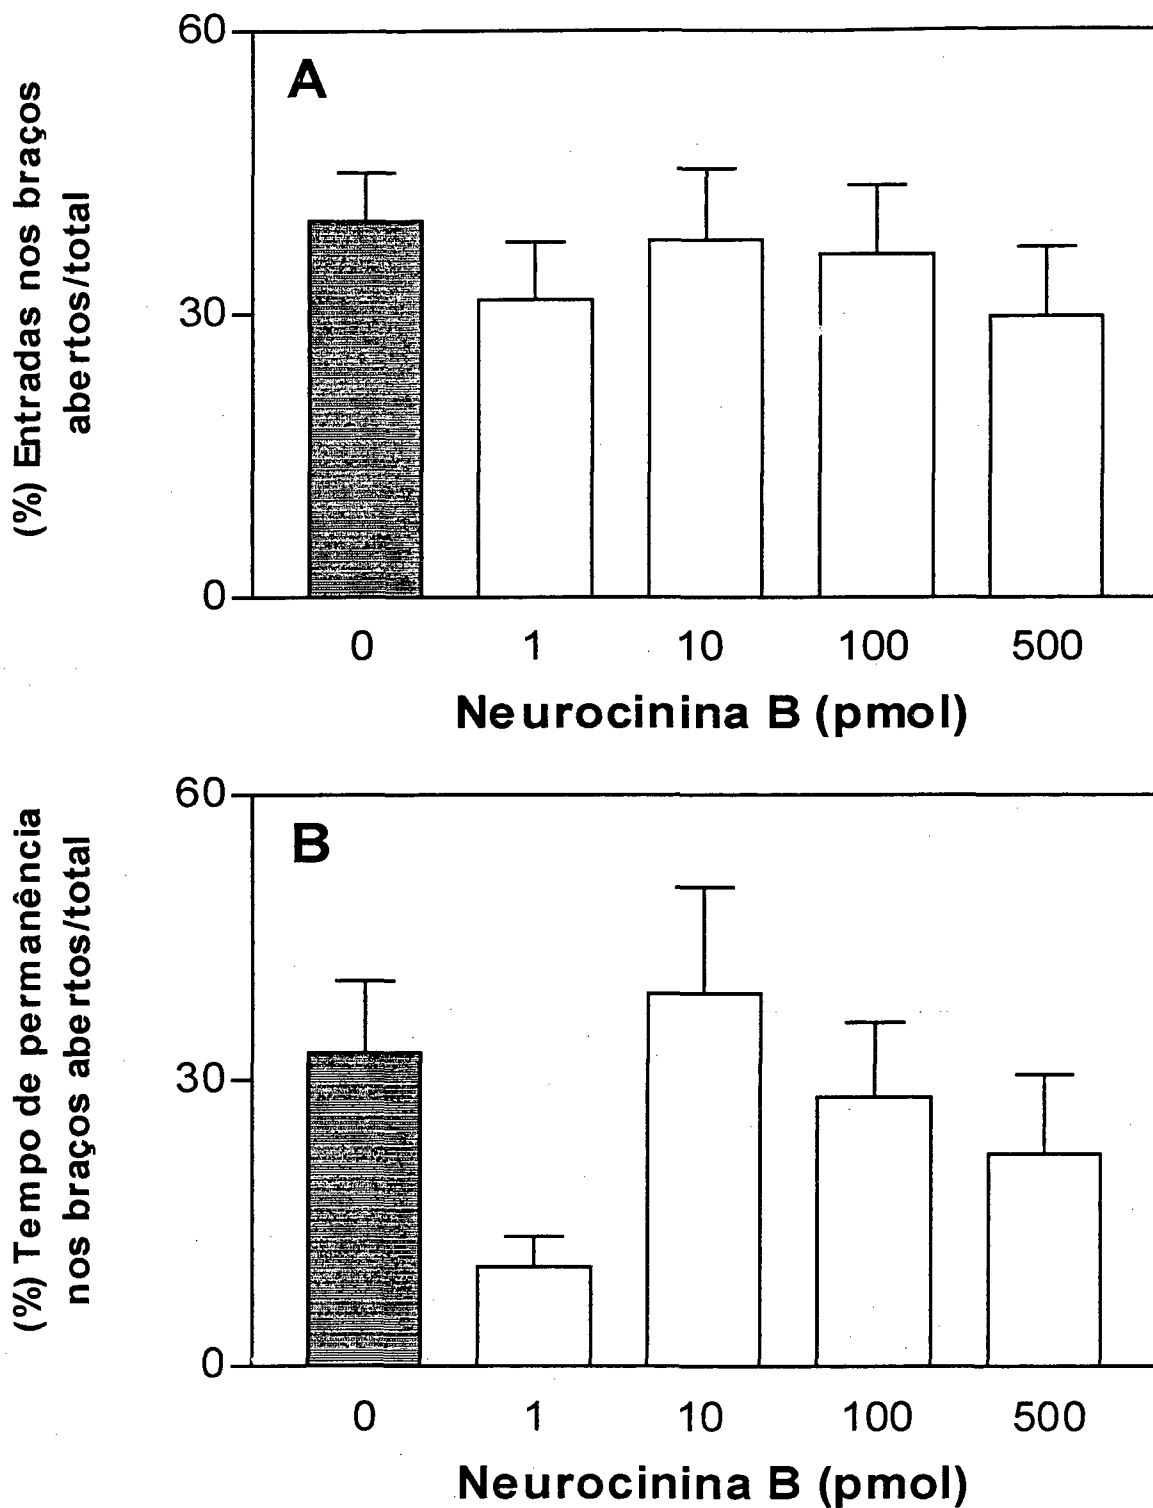 60
A
30
0
(%) Entradas nos braços
abertos/total
0 1 10 100 500
Neurocinina B (pmol)
60
B
30
0
(%) Tempo de permanência
nos braços abertos/total
0 1 10 100 500
Neurocinina B (pmol)